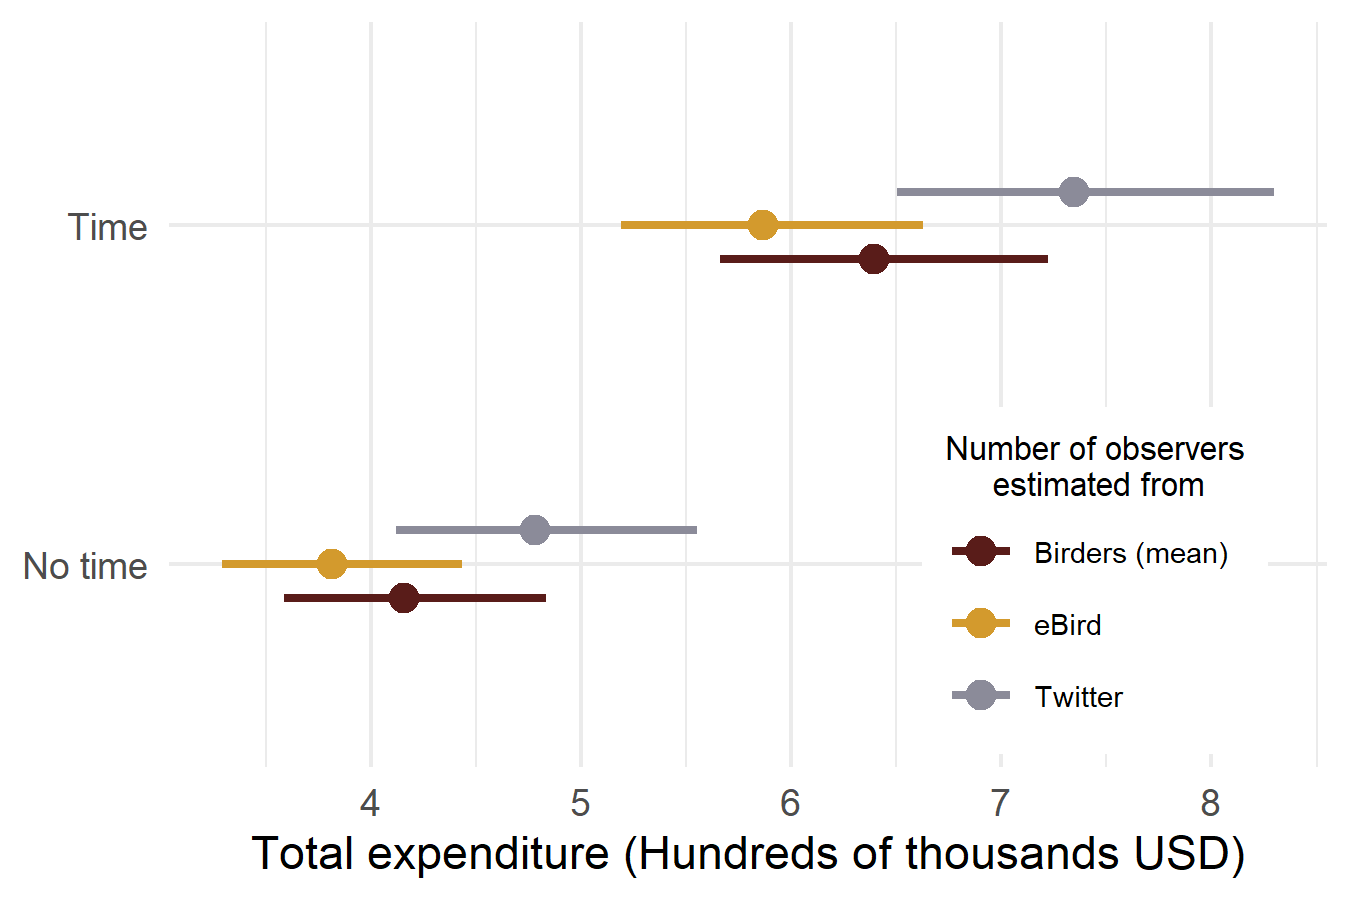 Time
No time
Number of observers
estimated from
Birders (mean)
eBird
Twitter
4 5 6 7 8
Total expenditure (Hundreds of thousands USD)